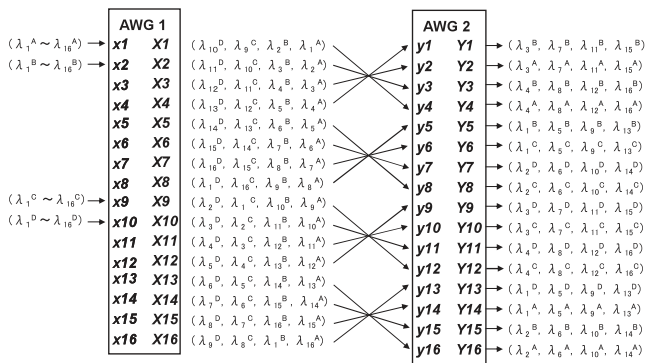 AWG 1 AWG 2
(λ₁ᴬ～λ₁₆ᴬ) x1 X1 (λ₁₀ᴰ, λ₉ᶜ, λ₂ᴮ, λ₁ᴬ) y1 Y1 (λ₃ᴮ, λ₇ᴮ, λ₁₁ᴮ, λ₁₅ᴮ)
(λ₁ᴮ～λ₁₆ᴮ) x2 X2 (λ₁₁ᴰ, λ₁₀ᶜ, λ₃ᴮ, λ₂ᴬ) y2 Y2 (λ₃ᴬ, λ₇ᴬ, λ₁₁ᴬ, λ₁₅ᴬ)
x3 X3 (λ₁₂ᴰ, λ₁₁ᶜ, λ₄ᴮ, λ₃ᴬ) y3 Y3 (λ₄ᴮ, λ₈ᴮ, λ₁₂ᴮ, λ₁₆ᴮ)
x4 X4 (λ₁₃ᴰ, λ₁₂ᶜ, λ₅ᴮ, λ₄ᴬ) y4 Y4 (λ₄ᴬ, λ₈ᴬ, λ₁₂ᴬ, λ₁₆ᴬ)
x5 X5 (λ₁₄ᴰ, λ₁₃ᶜ, λ₆ᴮ, λ₅ᴬ) y5 Y5 (λ₁ᴮ, λ₅ᴮ, λ₉ᴮ, λ₁₃ᴮ)
x6 X6 (λ₁₅ᴰ, λ₁₄ᶜ, λ₇ᴮ, λ₆ᴬ) y6 Y6 (λ₁ᶜ, λ₅ᶜ, λ₉ᶜ, λ₁₃ᶜ)
x7 X7 (λ₁₆ᴰ, λ₁₅ᶜ, λ₈ᴮ, λ₇ᴬ) y7 Y7 (λ₂ᴰ, λ₆ᴰ, λ₁₀ᴰ, λ₁₄ᴰ)
x8 X8 (λ₁ᴰ, λ₁₆ᶜ, λ₉ᴮ, λ₈ᴬ) y8 Y8 (λ₂ᶜ, λ₆ᶜ, λ₁₀ᶜ, λ₁₄ᶜ)
(λ₁ᶜ～λ₁₆ᶜ) x9 X9 (λ₂ᴰ, λ₁ᶜ, λ₁₀ᴮ, λ₉ᴬ) y9 Y9 (λ₃ᴰ, λ₇ᴰ, λ₁₁ᴰ, λ₁₅ᴰ)
(λ₁ᴰ～λ₁₆ᴰ) x10 X10 (λ₃ᴰ, λ₂ᶜ, λ₁₁ᴮ, λ₁₀ᴬ) y10 Y10 (λ₃ᶜ, λ₇ᶜ, λ₁₁ᶜ, λ₁₅ᶜ)
x11 X11 (λ₄ᴰ, λ₃ᶜ, λ₁₂ᴮ, λ₁₁ᴬ) y11 Y11 (λ₄ᴰ, λ₈ᴰ, λ₁₂ᴰ, λ₁₆ᴰ)
x12 X12 (λ₅ᴰ, λ₄ᶜ, λ₁₃ᴮ, λ₁₂ᴬ) y12 Y12 (λ₄ᶜ, λ₈ᶜ, λ₁₂ᶜ, λ₁₆ᶜ)
x13 X13 (λ₆ᴰ, λ₅ᶜ, λ₁₄ᴮ, λ₁₃ᴬ) y13 Y13 (λ₁ᴰ, λ₅ᴰ, λ₉ᴰ, λ₁₃ᴰ)
x14 X14 (λ₇ᴰ, λ₆ᶜ, λ₁₅ᴮ, λ₁₄ᴬ) y14 Y14 (λ₁ᴬ, λ₅ᴬ, λ₉ᴬ, λ₁₃ᴬ)
x15 X15 (λ₈ᴰ, λ₇ᶜ, λ₁₆ᴮ, λ₁₅ᴬ) y15 Y15 (λ₂ᴮ, λ₆ᴮ, λ₁₀ᴮ, λ₁₄ᴮ)
x16 X16 (λ₉ᴰ, λ₈ᶜ, λ₁ᴮ, λ₁₆ᴬ) y16 Y16 (λ₂ᴬ, λ₆ᴬ, λ₁₀ᴬ, λ₁₄ᴬ)